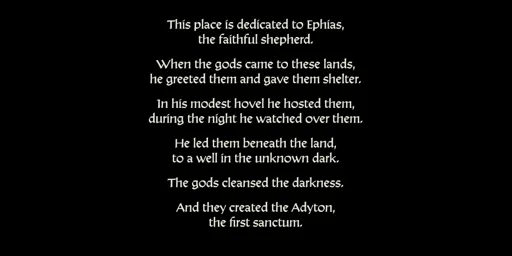 This place is dedicated to Ephias,
the faithful shepherd.
When the gods came to these lands,
he greeted them and gave them shelter.
In his modest hovel he hosted them,
during the night he watched over them.
He led them beneath the land,
to a well in the unknown dark.
The gods cleansed the darkness.
And they created the Adyton,
the first sanctum.